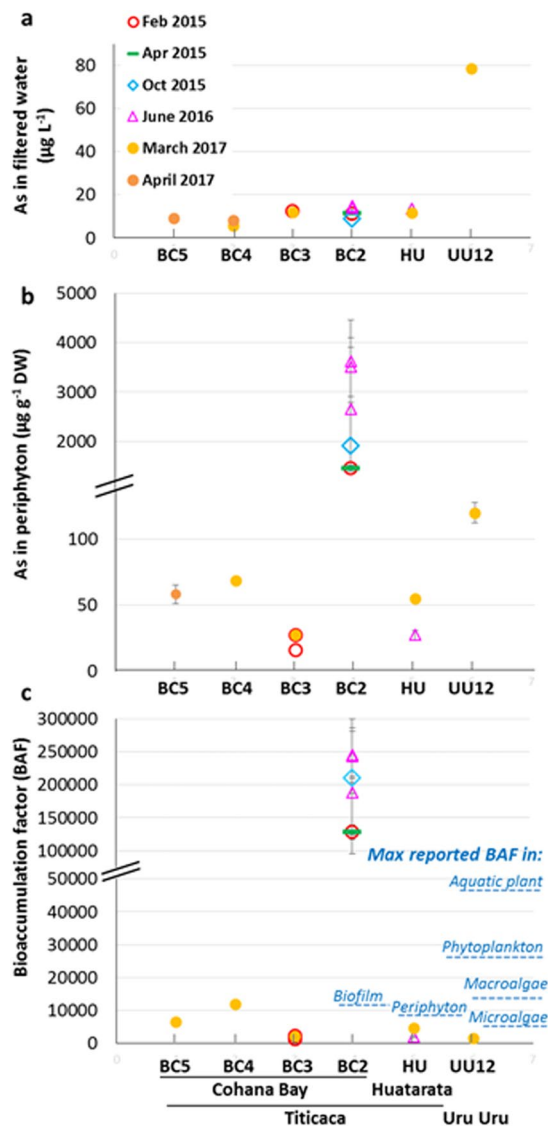 a
As in filtered water
(µg L⁻¹)
80
60
40
20
0
Feb 2015
Apr 2015
Oct 2015
June 2016
March 2017
April 2017
0
7
BC5 BC4 BC3 BC2 HU UU12
b
As in periphyton (µg g⁻¹ DW)
5000
4000
3000
2000
100
50
0
0
7
BC5 BC4 BC3 BC2 HU UU12
c
Bioaccumulation factor (BAF)
300000
250000
200000
150000
100000
50000
40000
30000
20000
10000
0
Max reported BAF in:
Aquatic plant
Phytoplankton
Macroalgae
Biofilm
Periphyton
Microalgae
0
7
BC5 BC4 BC3 BC2 HU UU12
Cohana Bay Huatarata
Titicaca Uru Uru